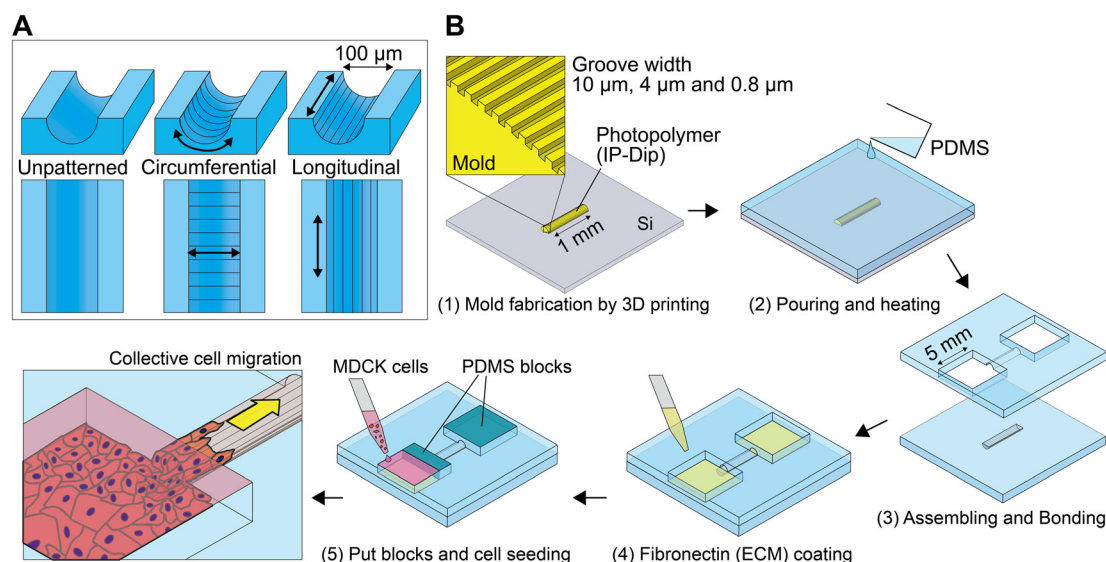 A
100 µm
Unpatterned
Circumferential
Longitudinal
B
Groove width
10 µm, 4 µm and 0.8 µm
Photopolymer
(IP-Dip)
Mold
1 mm
Si
(1) Mold fabrication by 3D printing
PDMS
(2) Pouring and heating
5 mm
(3) Assembling and Bonding
(4) Fibronectin (ECM) coating
MDCK cells
PDMS blocks
(5) Put blocks and cell seeding
Collective cell migration